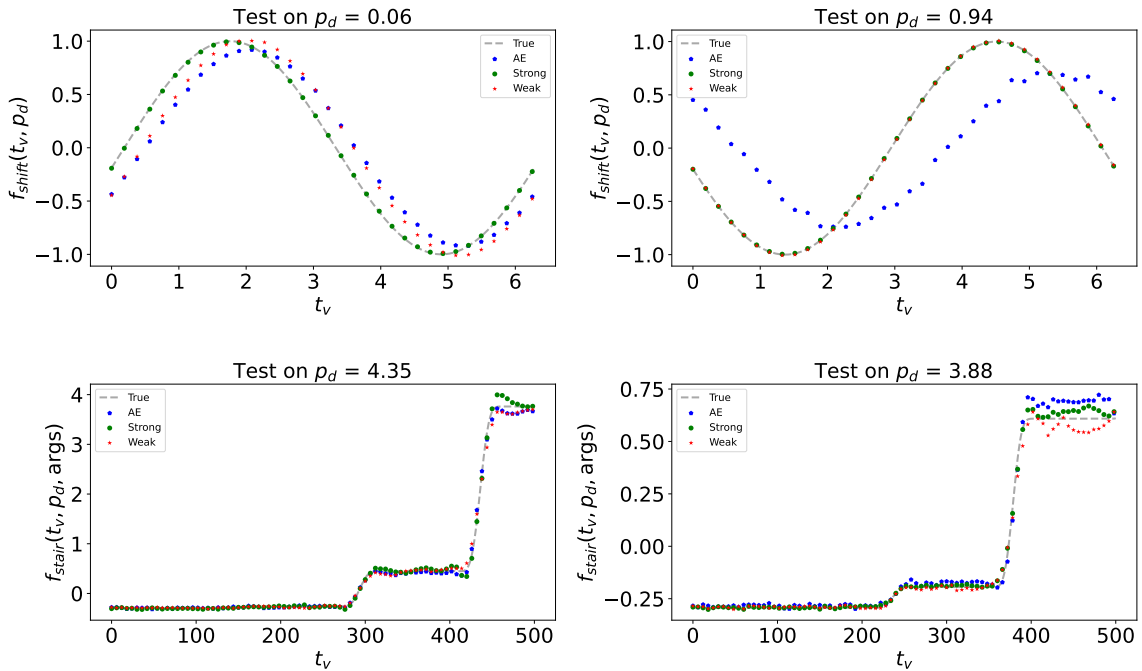 Test on p_d = 0.06
1.0
0.5
0.0
−0.5
−1.0
f_shift(t_v, p_d)
True
AE
Strong
Weak
0 1 2 3 4 5 6
t_v
Test on p_d = 0.94
1.0
0.5
0.0
−0.5
−1.0
f_shift(t_v, p_d)
True
AE
Strong
Weak
0 1 2 3 4 5 6
t_v
Test on p_d = 4.35
4
3
2
1
0
f_stair(t_v, p_d, args)
True
AE
Strong
Weak
0 100 200 300 400 500
t_v
Test on p_d = 3.88
0.75
0.50
0.25
0.00
−0.25
f_stair(t_v, p_d, args)
True
AE
Strong
Weak
0 100 200 300 400 500
t_v